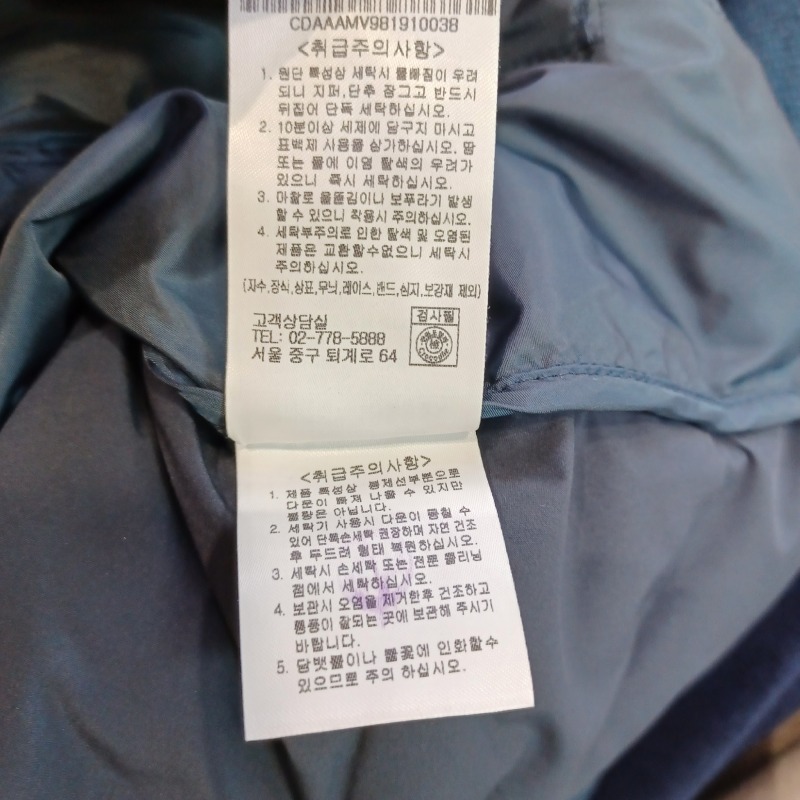 CDAAAMV981910038
<취급주의사항>
1. 원단 특성상 세탁시 물빠짐이 우려
되니 지퍼,단추 잠그고 반드시
뒤집어 단독 세탁하십시오.
2. 10분이상 세제에 담구지 마시고
표백제 사용을 삼가하십시오. 땀
또는 물에 이염 탈색의 우려가
있으니 즉시 세탁하십시오.
3. 마찰로 올뜯김이나 보푸라기 발생
할 수 있으니 착용시 주의하십시오.
4. 세탁부주의로 인한 탈색 및 오염된
제품은 교환할수없으니 세탁시
주의하십시오.
(자수,장식,상표,무늬,레이스,밴드,심지,보강재 제외)
고객상담실
TEL: 02-778-5888
서울 중구 퇴계로 64
검사필
Crocodile
<취급주의사항>
1. 제품 특성상 봉제선부분으로
다운이 빠져 나올 수 있지만
불량은 아닙니다.
2. 세탁기 사용시 다운이 뭉칠 수
있어 단독손세탁 권장하며 자연 건조
후 두드려 형태 복원하십시오.
3. 세탁시 손세탁 또는 전문 클리닝
점에서 세탁하십시오.
4. 보관시 오염을 제거한후 건조하고
통풍이 잘되는 곳에 보관해 주시기
바랍니다.
5. 담뱃불이나 불꽃에 인화할수
있으므로 주의 하십시오.